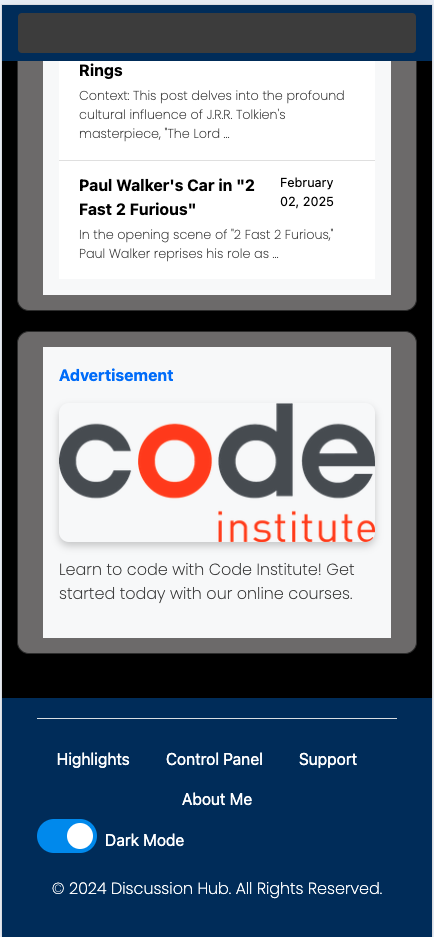 Rings
Context: This post delves into the profound
cultural influence of J.R.R. Tolkien's
masterpiece, "The Lord ...
Paul Walker's Car in "2
Fast 2 Furious"
February
02, 2025
In the opening scene of "2 Fast 2 Furious,"
Paul Walker reprises his role as ...
Advertisement
code
institute
Learn to code with Code Institute! Get
started today with our online courses.
Highlights Control Panel Support
About Me
Dark Mode
© 2024 Discussion Hub. All Rights Reserved.